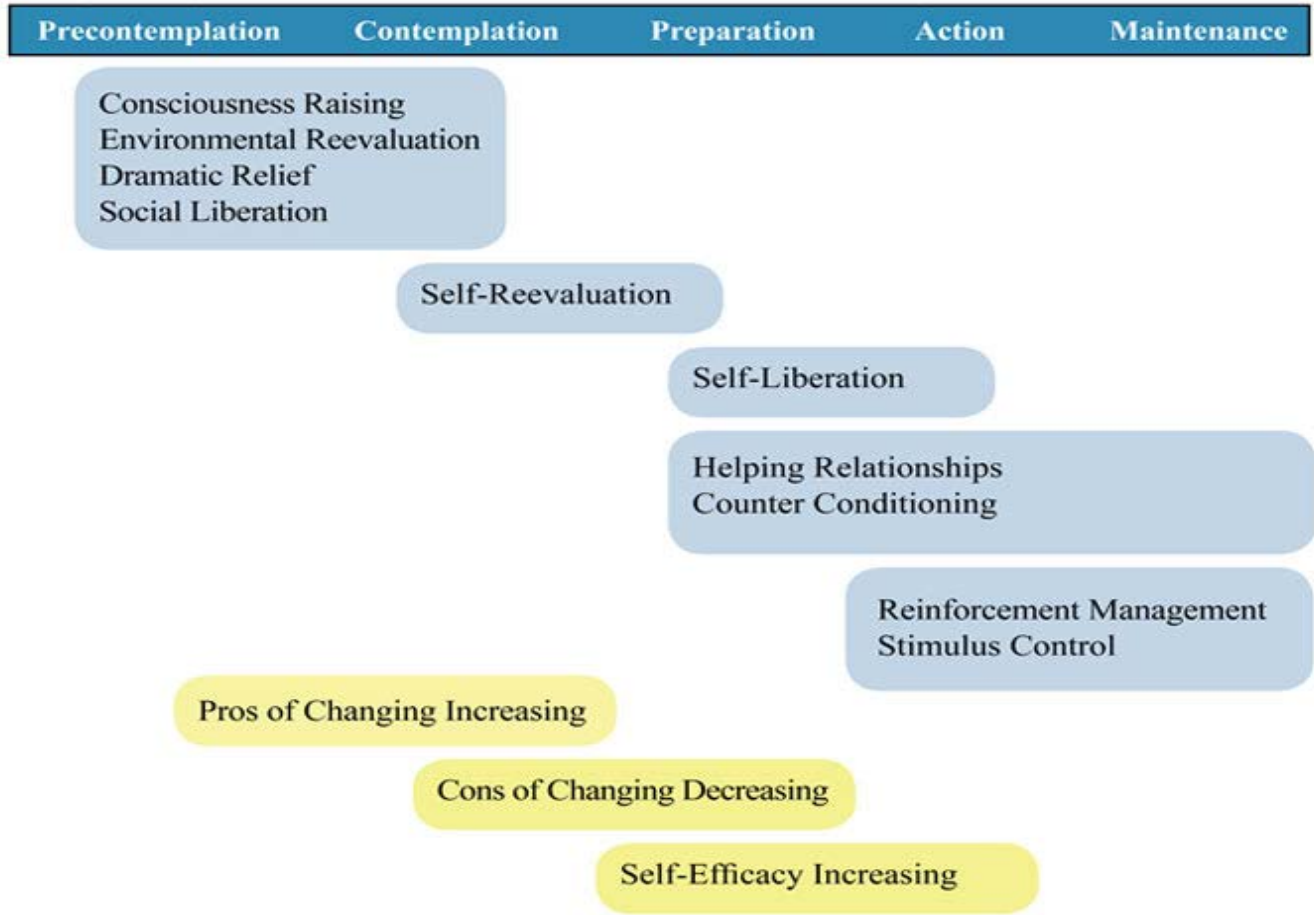 Precontemplation Contemplation Preparation Action Maintenance
Consciousness Raising
Environmental Reevaluation
Dramatic Relief
Social Liberation
Self-Reevaluation
Self-Liberation
Helping Relationships
Counter Conditioning
Reinforcement Management
Stimulus Control
Pros of Changing Increasing
Cons of Changing Decreasing
Self-Efficacy Increasing